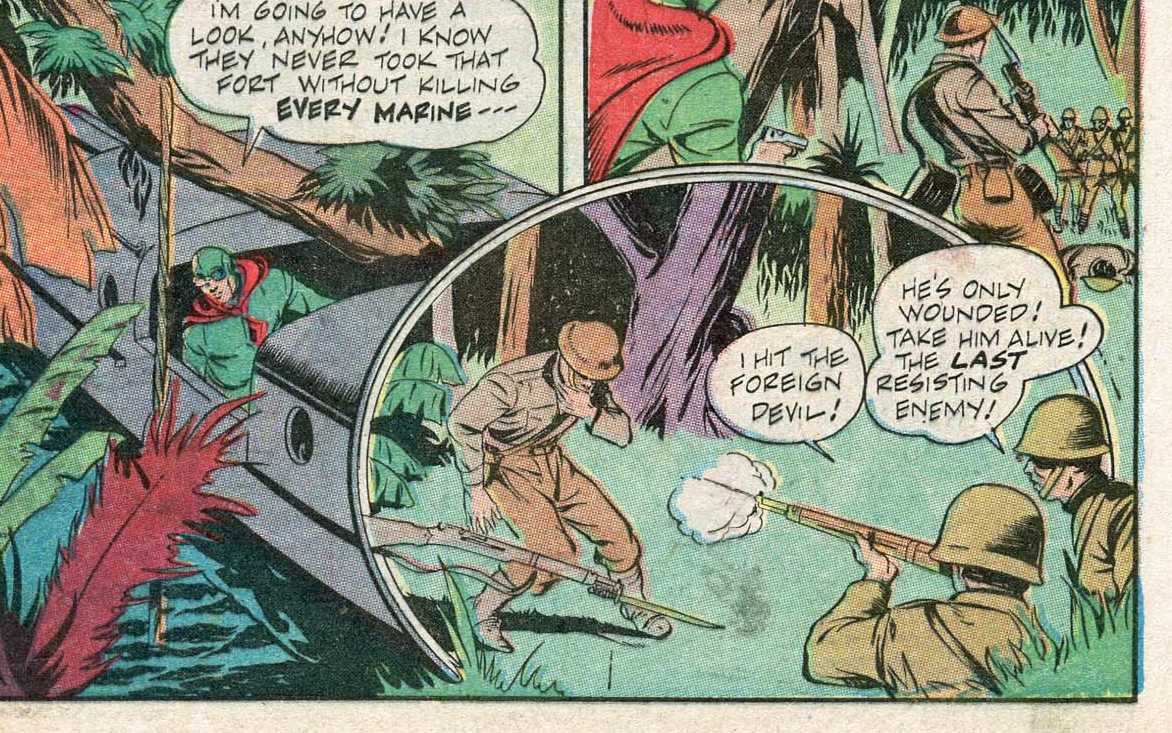 I'M GOING TO HAVE A
LOOK, ANYHOW! I KNOW
THEY NEVER TOOK THAT
FORT WITHOUT KILLING
EVERY MARINE---
I HIT THE
FOREIGN
DEVIL!
HE'S ONLY
WOUNDED!
TAKE HIM ALIVE!
THE LAST
RESISTING
ENEMY!